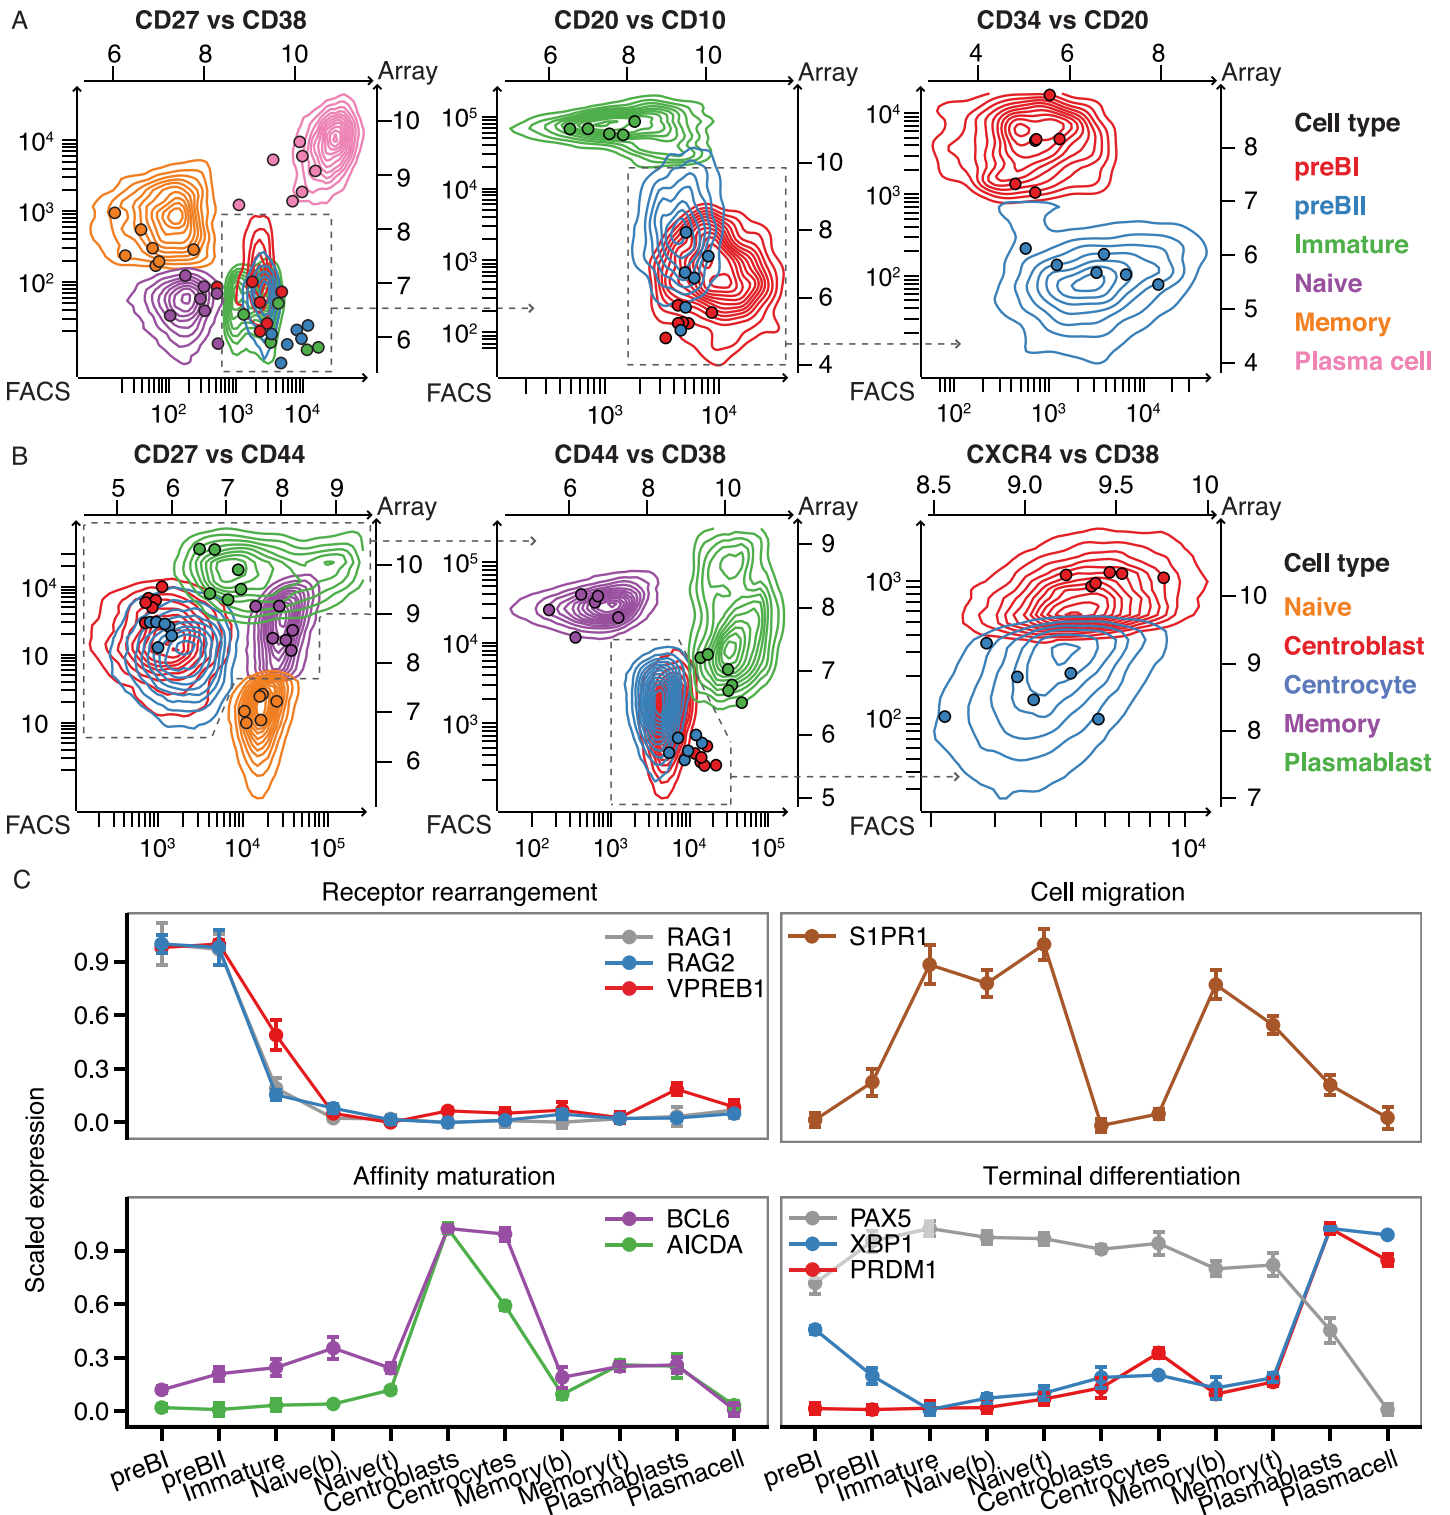 A
CD27 vs CD38
CD20 vs CD10
CD34 vs CD20
6 8 10 Array
6 8 10 Array
4 6 8 Array
10⁴
10³
10²
10
9
8
7
6
FACS
10² 10³ 10⁴
10⁵
10⁴
10³
10²
10
8
6
4
FACS
10³ 10⁴
10⁴
10³
10²
8
7
6
5
4
FACS
10² 10³ 10⁴
Cell type
preBI
preBII
Immature
Naive
Memory
Plasma cell
B
CD27 vs CD44
CD44 vs CD38
CXCR4 vs CD38
5 6 7 8 9 Array
6 8 10 Array
8.5 9.0 9.5 10 Array
10⁴
10
10
10
9
8
7
6
FACS
10³ 10⁴ 10⁵
10⁵
10⁴
10³
9
8
7
6
5
FACS
10² 10³ 10⁴ 10⁵
10³
10²
10
9
8
7
FACS
10⁴
Cell type
Naive
Centroblast
Centrocyte
Memory
Plasmablast
C
Scaled expression
Receptor rearrangement
0.9
0.6
0.3
0.0
RAG1
RAG2
VPREB1
Cell migration
S1PR1
Affinity maturation
0.9
0.6
0.3
0.0
BCL6
AICDA
Terminal differentiation
PAX5
XBP1
PRDM1
preBI preBII Immature Naive(b) Naive(t) Centroblasts Centrocytes Memory(b) Memory(t) Plasmablasts Plasmacell
preBI preBII Immature Naive(b) Naive(t) Centroblasts Centrocytes Memory(b) Memory(t) Plasmablasts Plasmacell